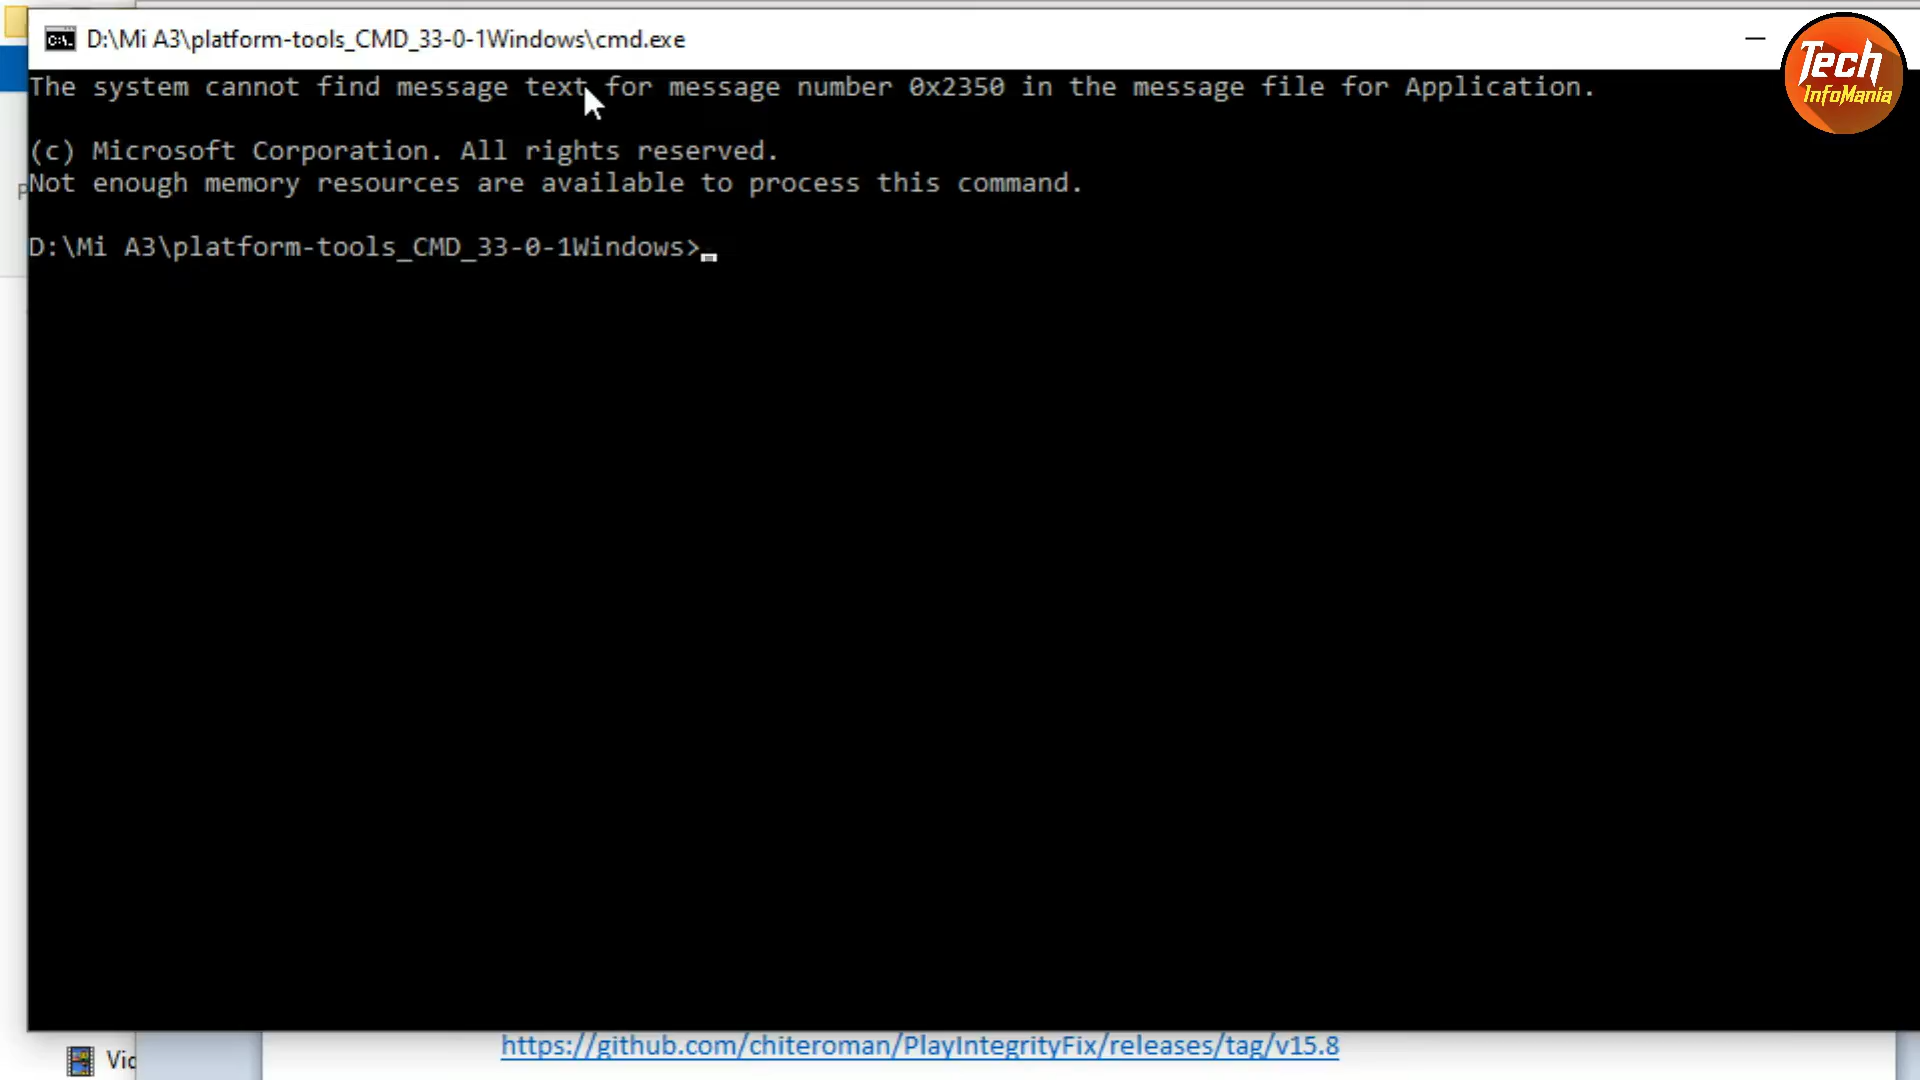 D:\Mi A3\platform-tools_CMD_33-0-1Windows\cmd.exe
Tech
InfoMania
The system cannot find message text for message number 0x2350 in the message file for Application.
(c) Microsoft Corporation. All rights reserved.
Not enough memory resources are available to process this command.
D:\Mi A3\platform-tools_CMD_33-0-1Windows>
https://github.com/chiteroman/PlayIntegrityFix/releases/tag/v15.8
Vic